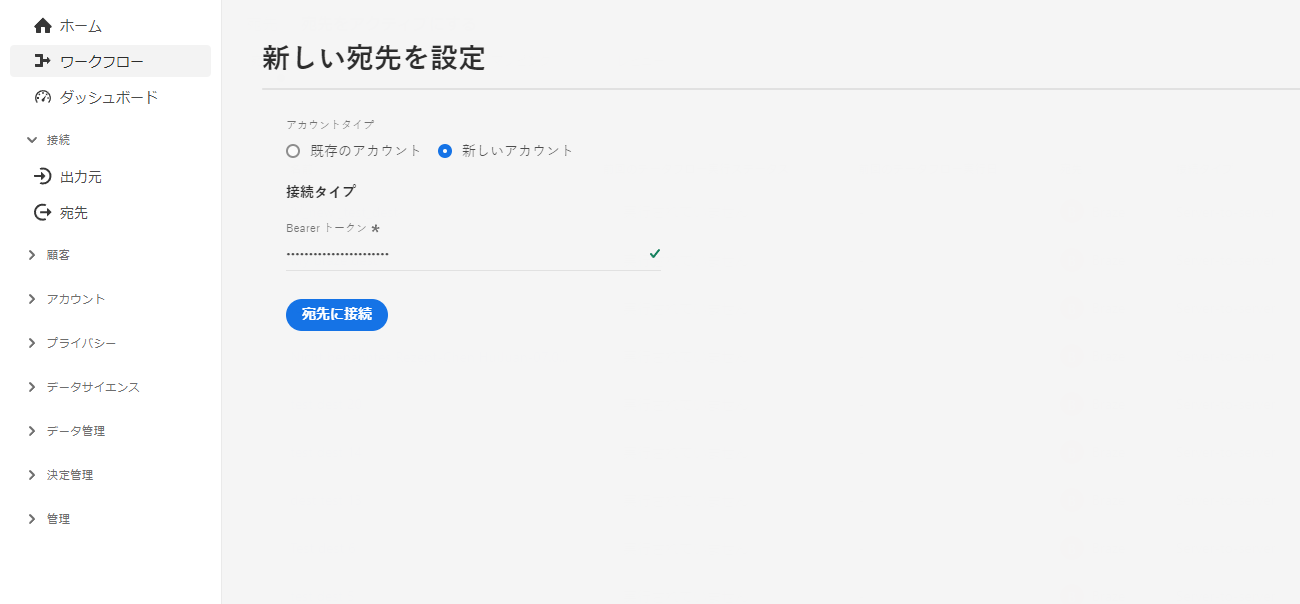 ホーム
ワークフロー
ダッシュボード
接続
出力元
宛先
顧客
アカウント
プライバシー
データサイエンス
データ管理
決定管理
管理
新しい宛先を設定
アカウントタイプ
既存のアカウント 新しいアカウント
接続タイプ
Bearer トークン *
•••••••••••••••••••••••
宛先に接続